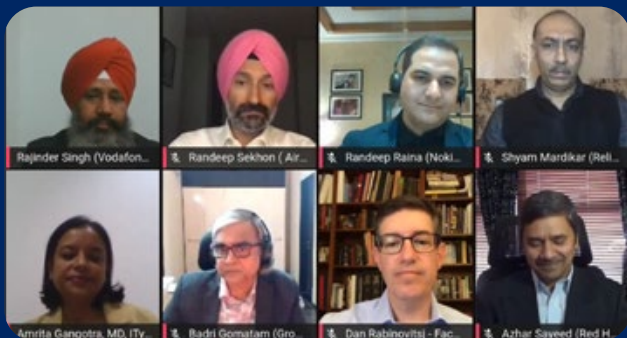 Rajinder Singh (Vodafon...
Randeep Sekhon ( Air...
Randeep Raina (Noki...
Shyam Mardikar (Reli...
Amrita Gangotra, MD, ITy...
Badri Gomatam (Gro...
Dan Rabinovitsj - Fac...
Azhar Sayeed (Red H...